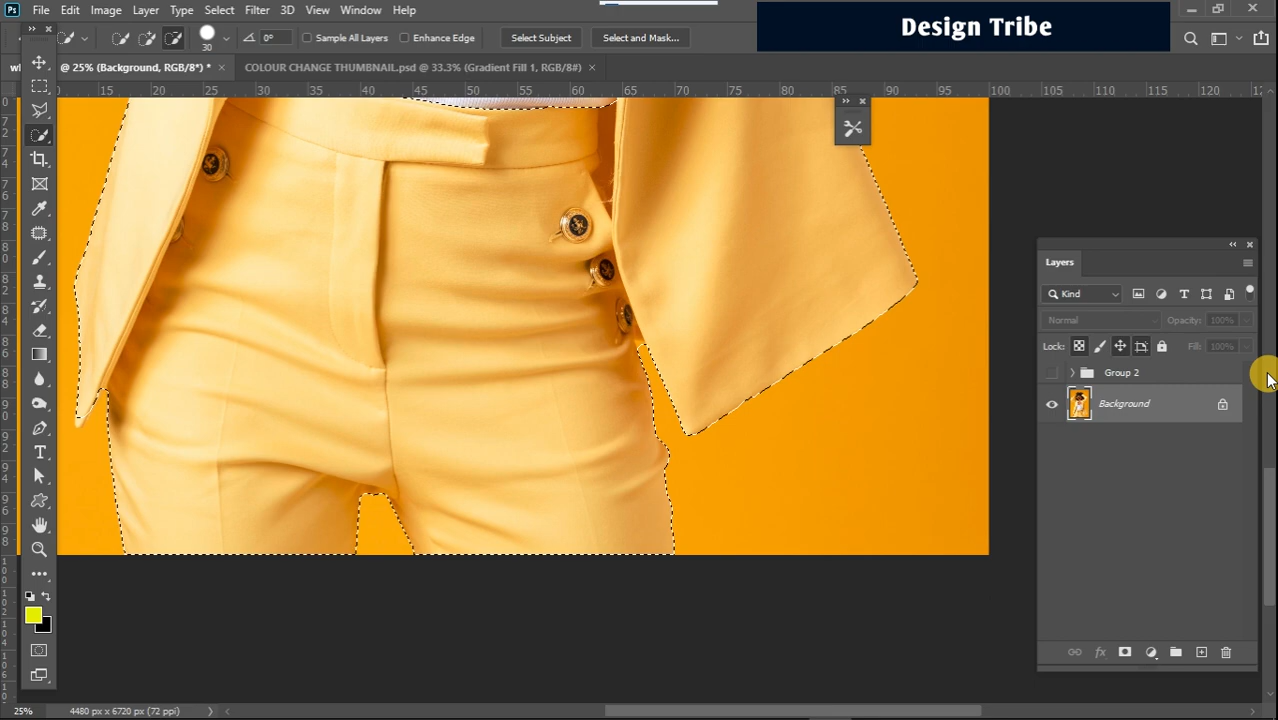 Ps File Edit Image Layer Type Select Filter 3D View Window Help
Design Tribe
30 0° Sample All Layers Enhance Edge Select Subject Select and Mask...
@ 25% (Background, RGB/8*) * × COLOUR CHANGE THUMBNAIL.psd @ 33.3% (Gradient Fill 1, RGB/8#) ×
15 20 25 30 35 40 45 50 55 60 65 70 75 80 85 90 95 100 105 110 115 120
Layers
Kind
Normal Opacity: 100%
Lock: Fill: 100%
Group 2
Background
25% 4480 px x 6720 px (72 ppi)